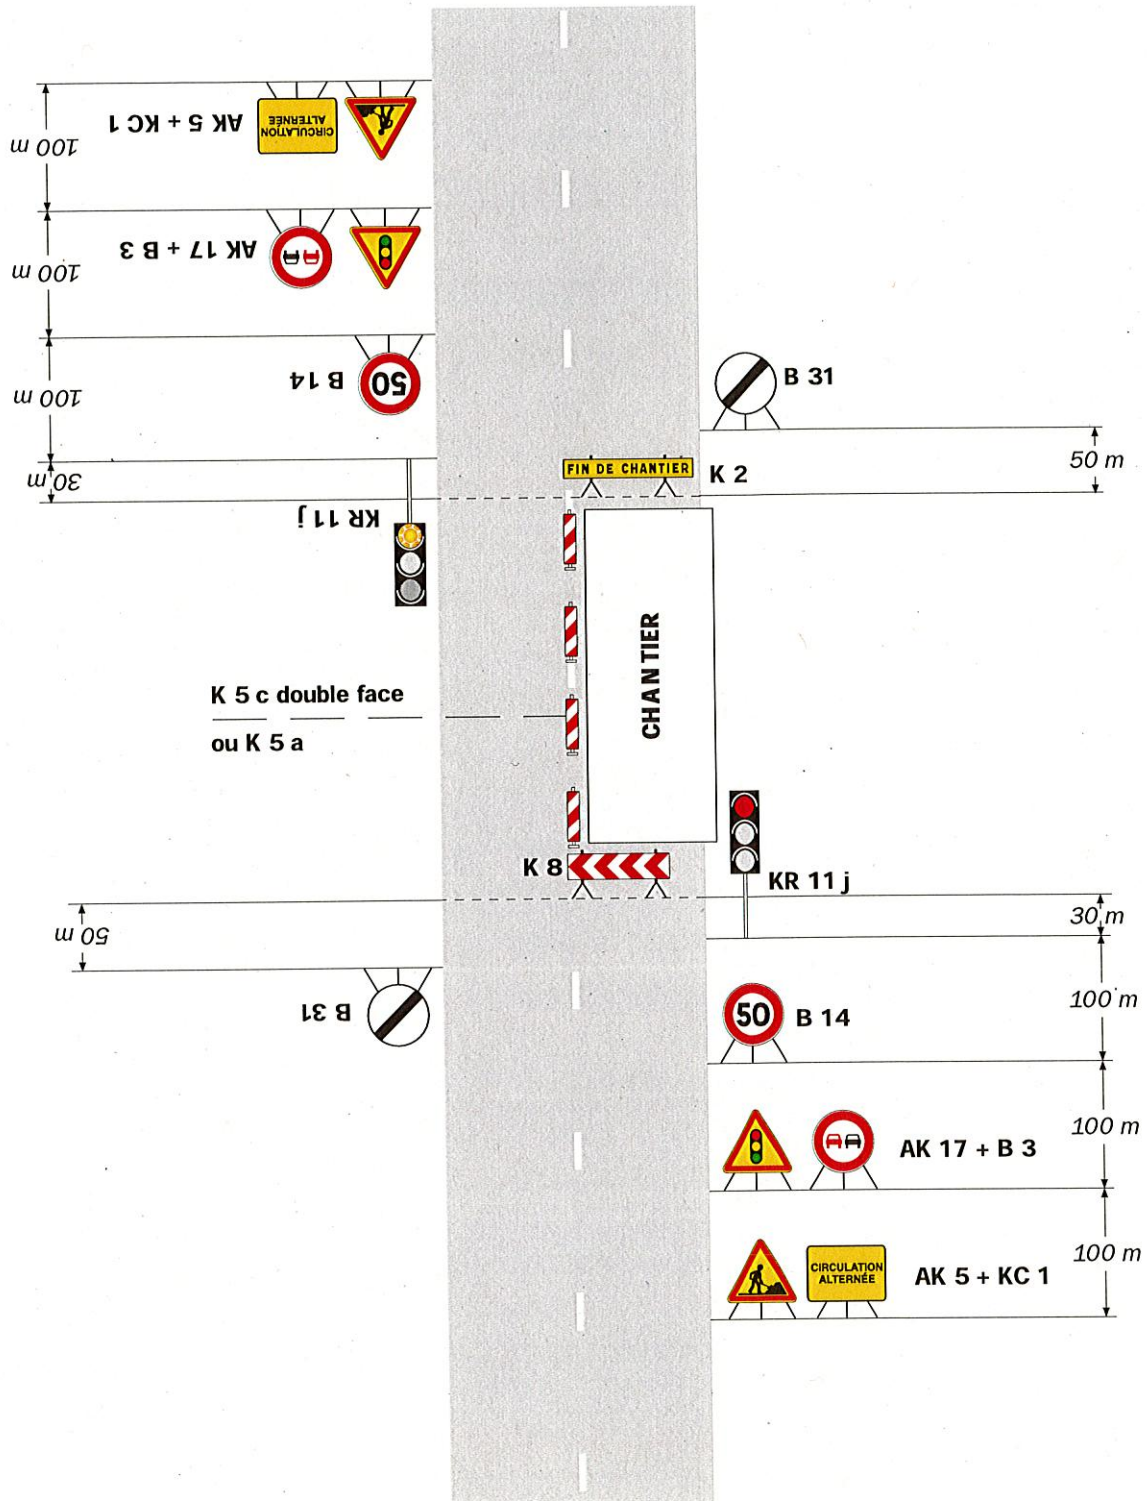 AK 5 + KC 1
CIRCULATION
ALTERNÉE
100 m
AK 17 + B 3
100 m
B 14
50
100 m
B 31
50 m
30 m
FIN DE CHANTIER
K 2
KR 11 j
CHANTIER
K 5 c double face
ou K 5 a
K 8
KR 11 j
30 m
50 m
B 31
50
B 14
100 m
AK 17 + B 3
100 m
CIRCULATION
ALTERNÉE
AK 5 + KC 1
100 m